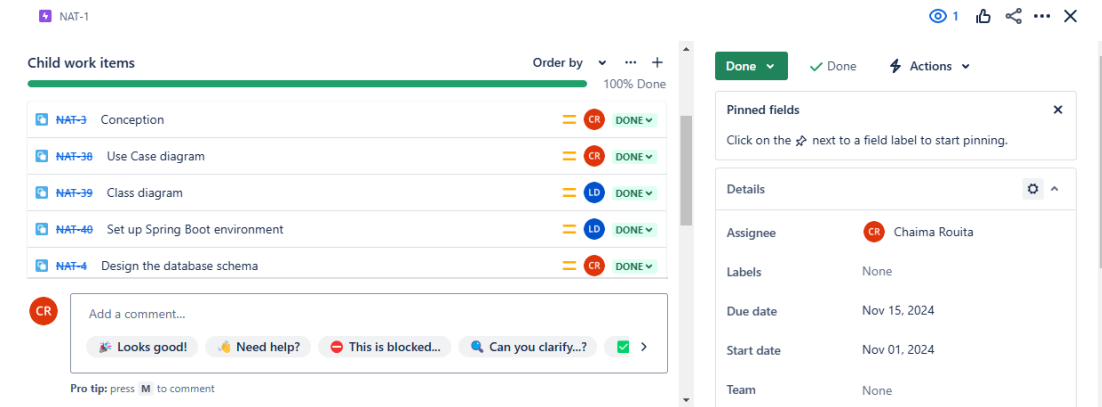 NAT-1
1
Child work items
Order by
100% Done
NAT-3 Conception CR DONE
NAT-38 Use Case diagram CR DONE
NAT-39 Class diagram LD DONE
NAT-40 Set up Spring Boot environment LD DONE
NAT-4 Design the database schema CR DONE
CR
Add a comment...
Looks good! Need help? This is blocked... Can you clarify...?
Pro tip: press M to comment
Done Done Actions
Pinned fields
Click on the next to a field label to start pinning.
Details
Assignee CR Chaima Rouita
Labels None
Due date Nov 15, 2024
Start date Nov 01, 2024
Team None